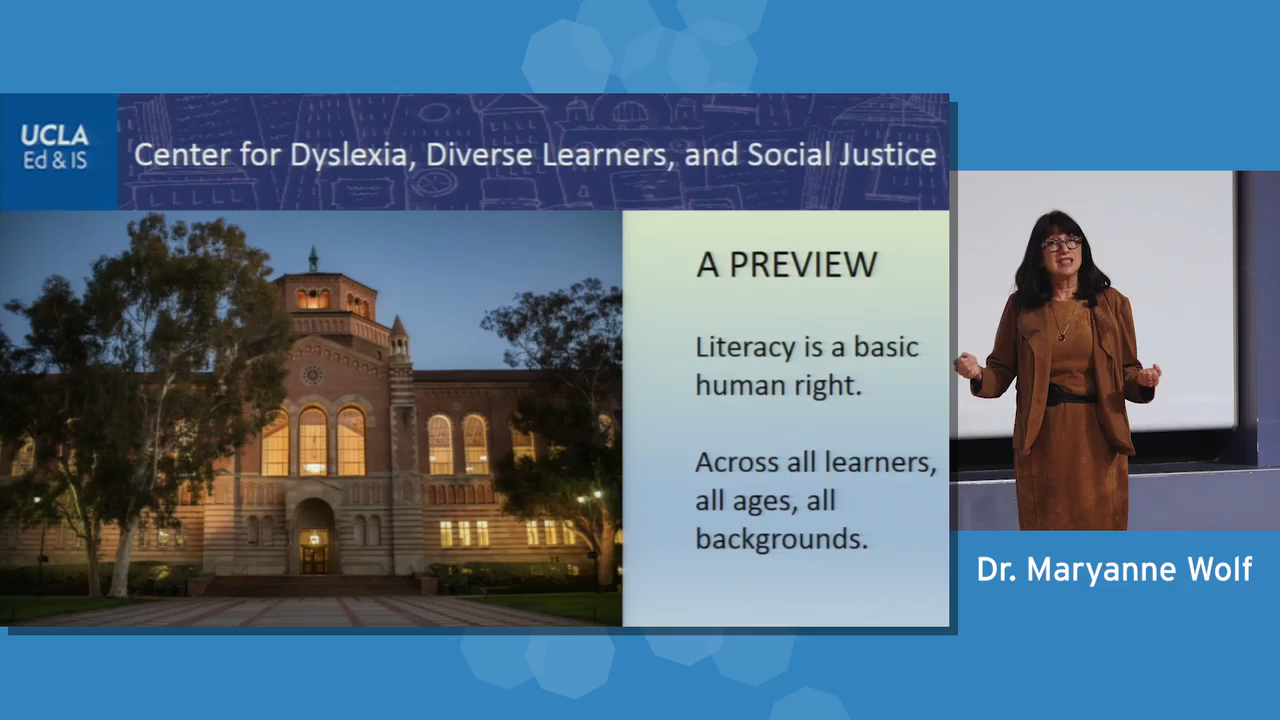 UCLA
Ed & IS
Center for Dyslexia, Diverse Learners, and Social Justice
A PREVIEW
Literacy is a basic
human right.
Across all learners,
all ages, all
backgrounds.
Dr. Maryanne Wolf